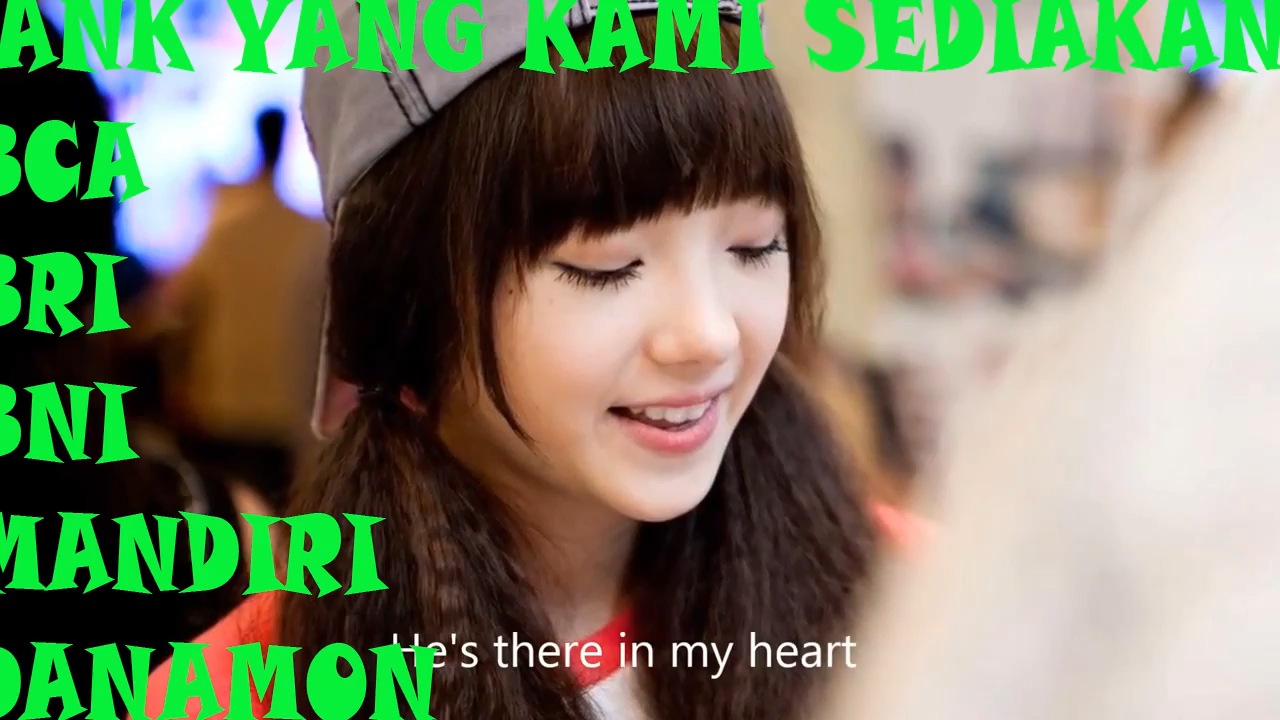 ANK YANG KAMI SEDIAKAN
BCA
BRI
BNI
MANDIRI
He's there in my heart
DANAMON